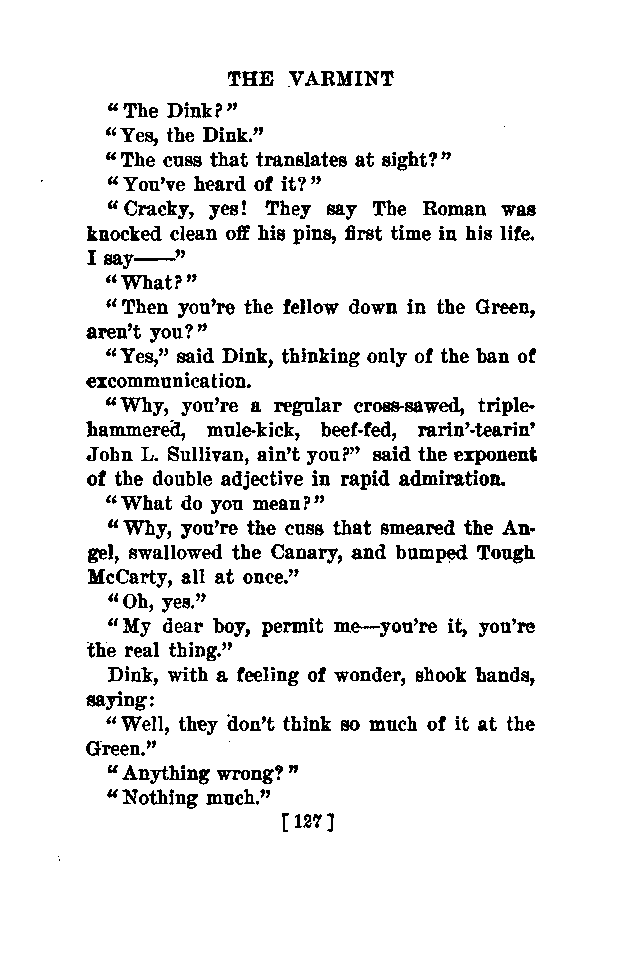 THE VARMINT
"The Dink?"
"Yes, the Dink."
"The cuss that translates at sight?"
"You've heard of it?"
"Cracky, yes! They say The Roman was
knocked clean off his pins, first time in his life.
I say——"
"What?"
"Then you're the fellow down in the Green,
aren't you?"
"Yes," said Dink, thinking only of the ban of
excommunication.
"Why, you're a regular cross-sawed, triple-
hammered, mule-kick, beef-fed, rarin'-tearin'
John L. Sullivan, ain't you?" said the exponent
of the double adjective in rapid admiration.
"What do you mean?"
"Why, you're the cuss that smeared the An-
gel, swallowed the Canary, and bumped Tough
McCarty, all at once."
"Oh, yes."
"My dear boy, permit me—you're it, you're
the real thing."
Dink, with a feeling of wonder, shook hands,
saying:
"Well, they don't think so much of it at the
Green."
"Anything wrong?"
"Nothing much."
[127]